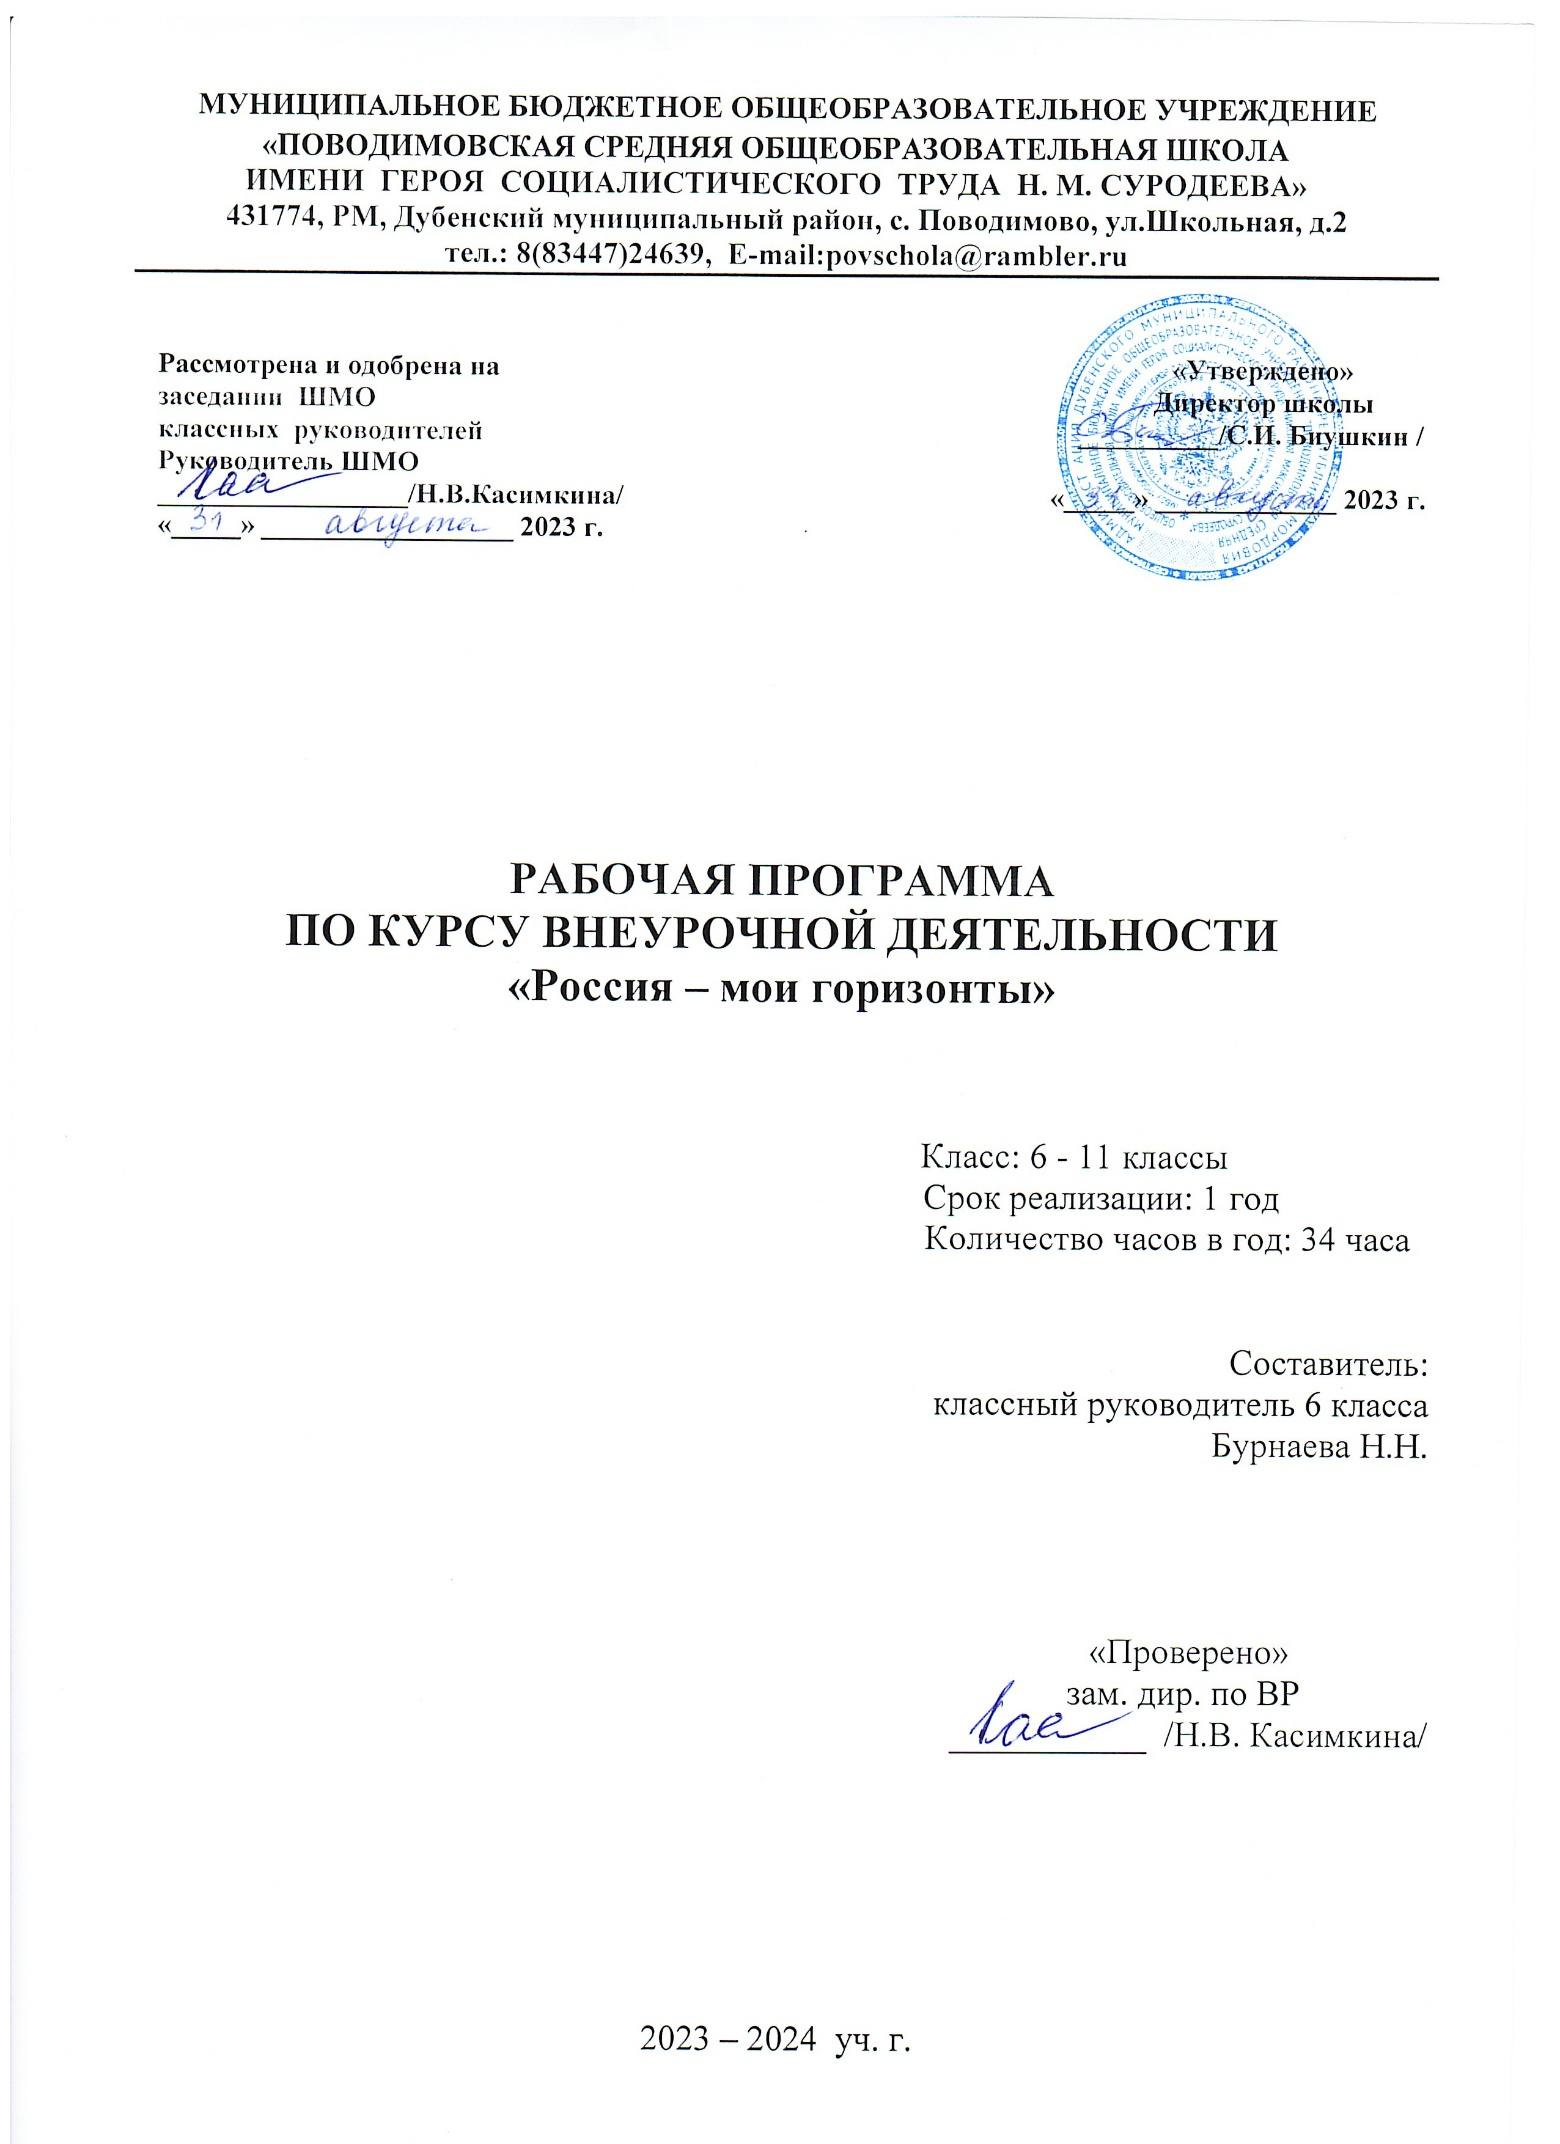 МУНИЦИПАЛЬНОЕ БЮДЖЕТНОЕ ОБЩЕОБРАЗОВАТЕЛЬНОЕ УЧРЕЖДЕНИЕ
«ПОВОДИМОВСКАЯ СРЕДНЯЯ ОБЩЕОБРАЗОВАТЕЛЬНАЯ ШКОЛА
ИМЕНИ ГЕРОЯ СОЦИАЛИСТИЧЕСКОГО ТРУДА Н. М. СУРОДЕЕВА»
431774, РМ, Дубенский муниципальный район, с. Поводимово, ул.Школьная, д.2
тел.: 8(83447)24639, E-mail:povschola@rambler.ru
Рассмотрена и одобрена на
заседании ШМО
классных руководителей
Руководитель ШМО
/Н.В.Касимкина/
«31» августа 2023 г.
«Утверждено»
Директор школы
/С.И. Биушкин /
«31» августа 2023 г.
РАБОЧАЯ ПРОГРАММА
ПО КУРСУ ВНЕУРОЧНОЙ ДЕЯТЕЛЬНОСТИ
«Россия – мои горизонты»
Класс: 6 - 11 классы
Срок реализации: 1 год
Количество часов в год: 34 часа
Составитель:
классный руководитель 6 класса
Бурнаева Н.Н.
«Проверено»
зам. дир. по ВР
/Н.В. Касимкина/
2023 – 2024 уч. г.